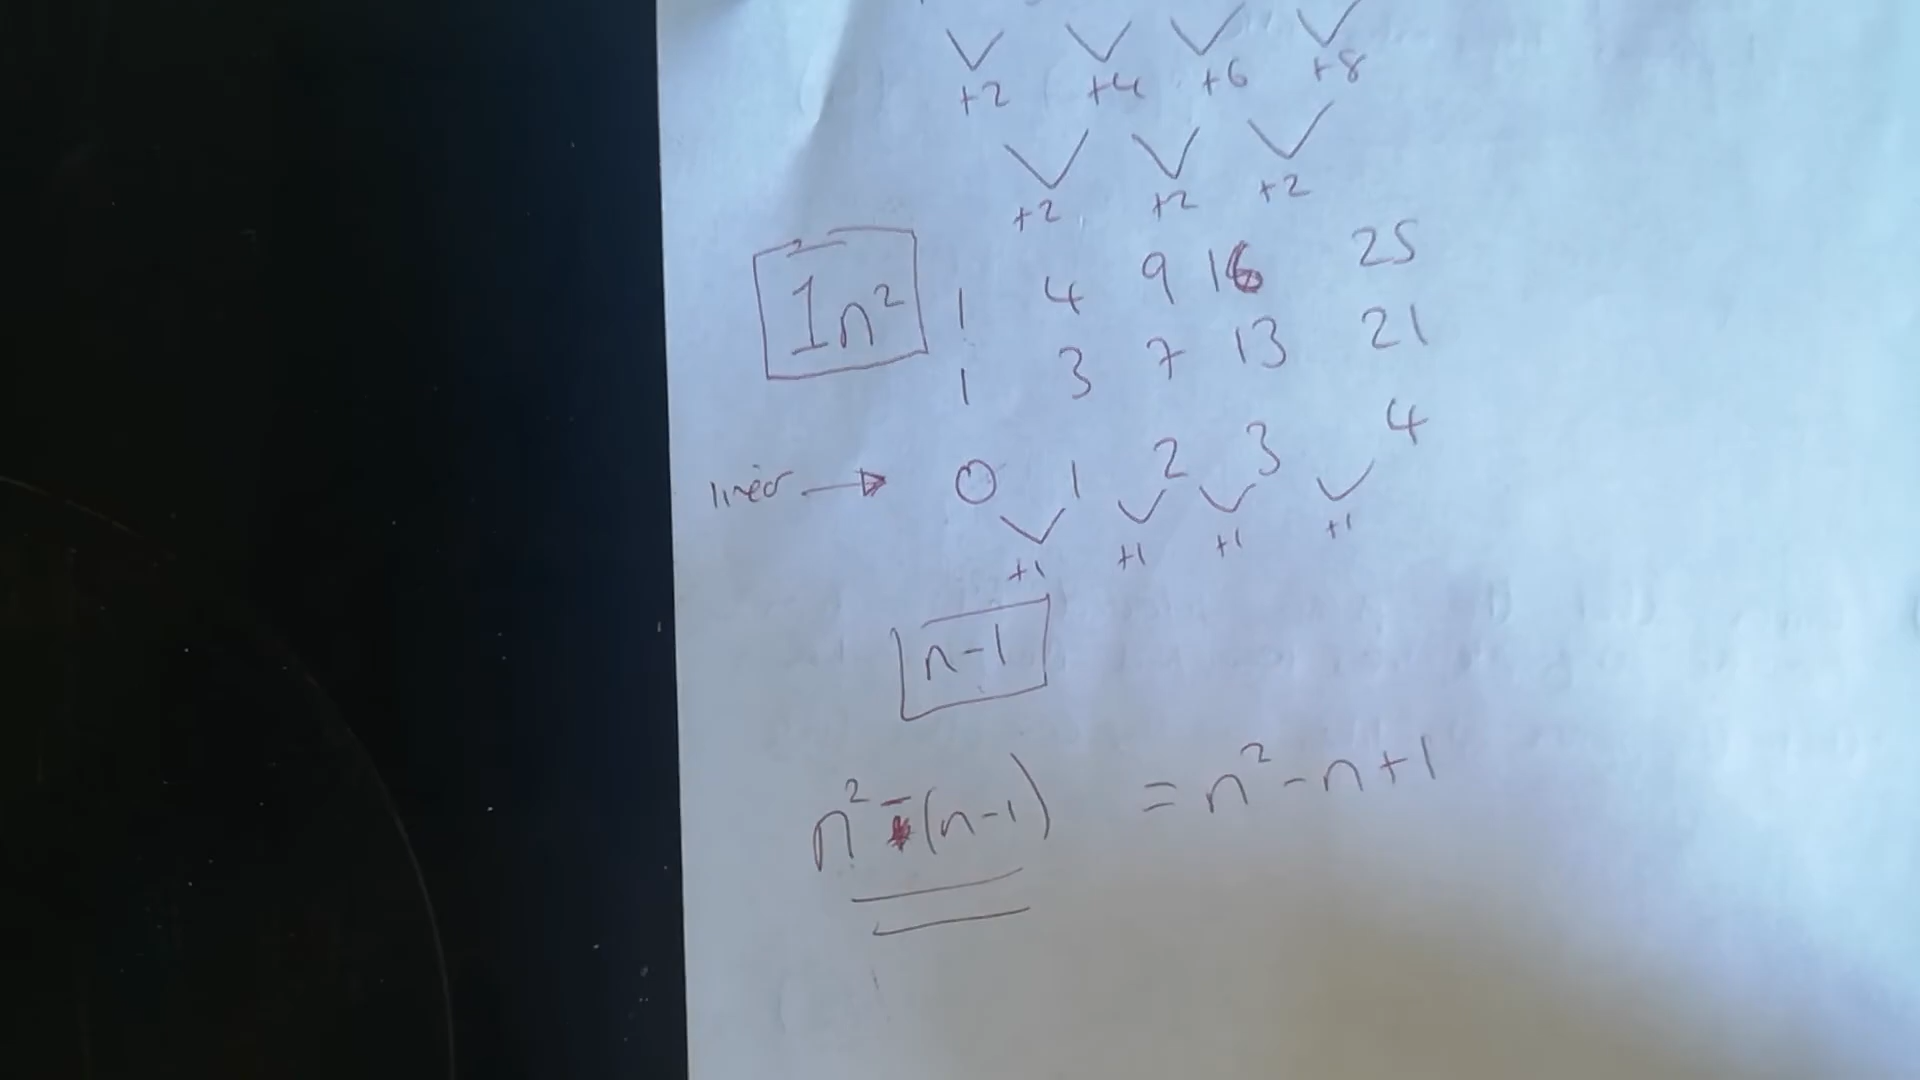 +2 +4 +6 +8
+2 +2 +2
1n² 1 4 9 16 25
1 3 7 13 21
linear → 0 1 2 3 4
+1 +1 +1 +1
n-1
n² -(n-1) = n²-n+1